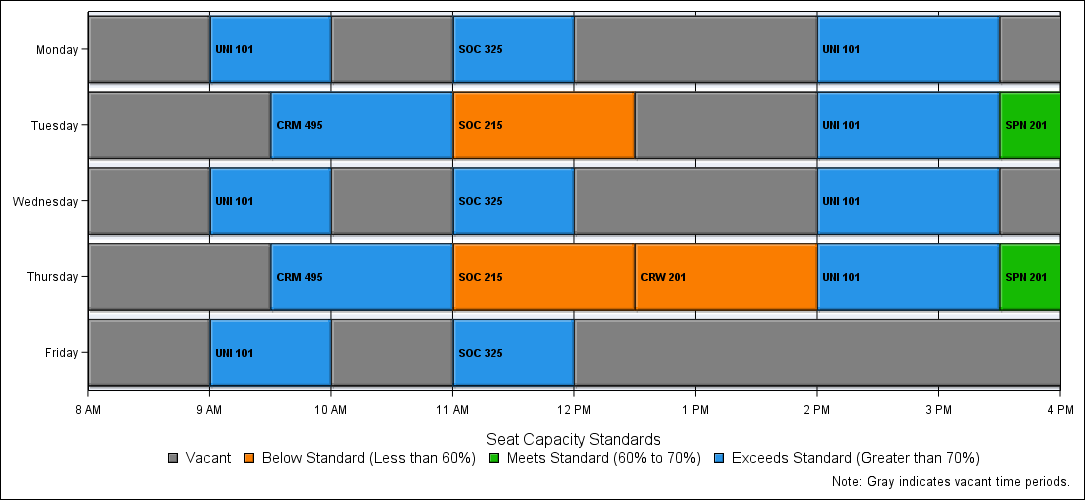 Monday
UNI 101
SOC 325
UNI 101
Tuesday
CRM 495
SOC 215
UNI 101
SPN 201
Wednesday
UNI 101
SOC 325
UNI 101
Thursday
CRM 495
SOC 215
CRW 201
UNI 101
SPN 201
Friday
UNI 101
SOC 325
8 AM 9 AM 10 AM 11 AM 12 PM 1 PM 2 PM 3 PM 4 PM
Seat Capacity Standards
Vacant Below Standard (Less than 60%) Meets Standard (60% to 70%) Exceeds Standard (Greater than 70%)
Note: Gray indicates vacant time periods.